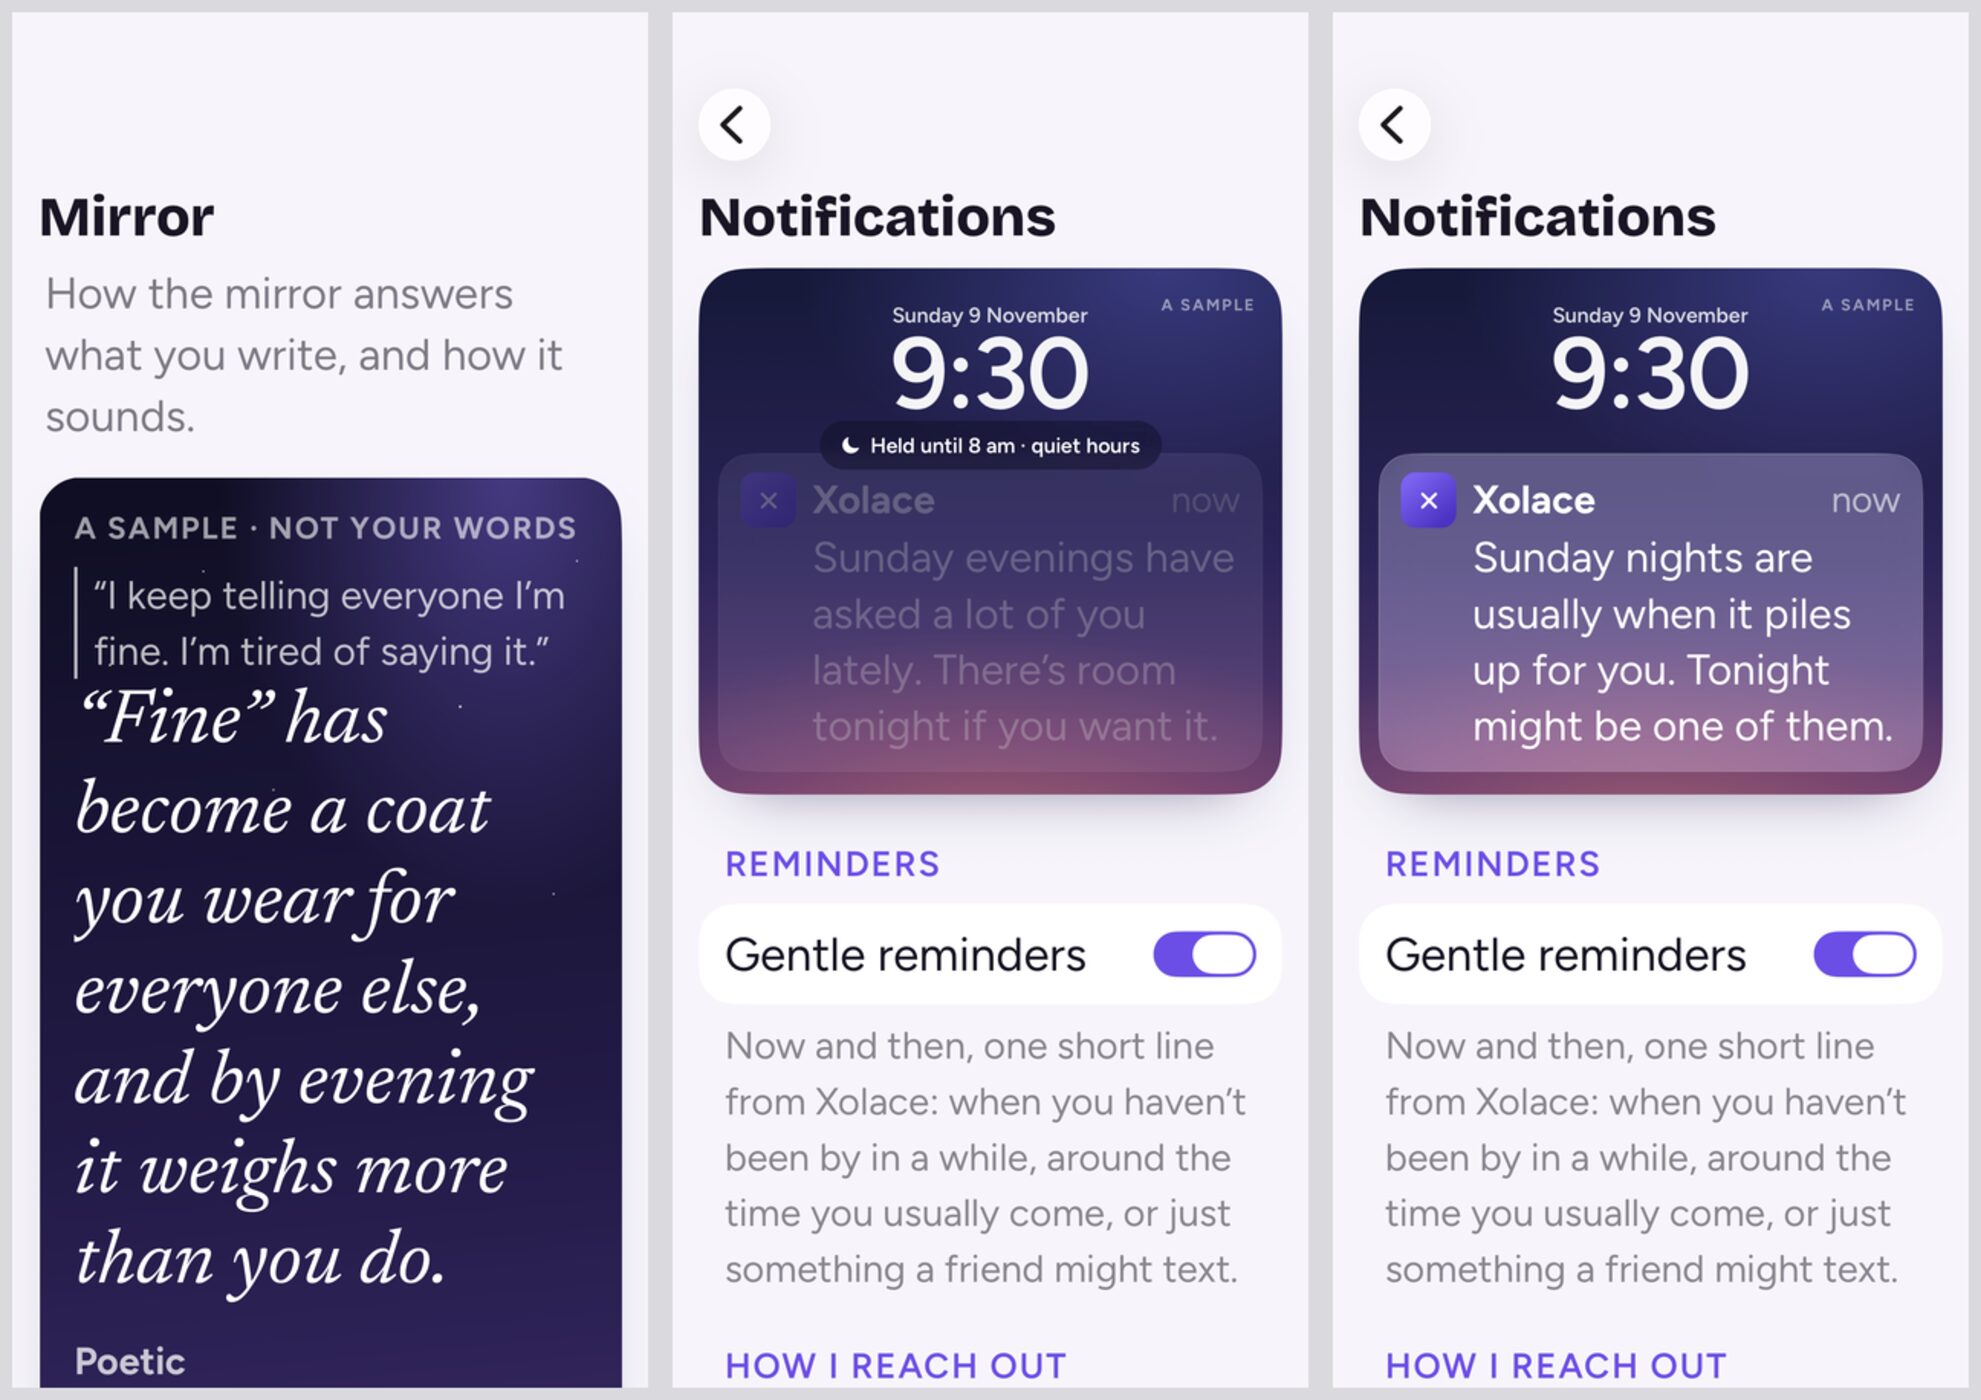 Mirror
How the mirror answers
what you write, and how it
sounds.
A SAMPLE · NOT YOUR WORDS
“I keep telling everyone I’m
fine. I’m tired of saying it.”
“Fine” has
become a coat
you wear for
everyone else,
and by evening
it weighs more
than you do.
Poetic
Notifications
A SAMPLE
Sunday 9 November
9:30
Held until 8 am · quiet hours
Xolace now
Sunday evenings have
asked a lot of you
lately. There’s room
tonight if you want it.
REMINDERS
Gentle reminders
Now and then, one short line
from Xolace: when you haven’t
been by in a while, around the
time you usually come, or just
something a friend might text.
HOW I REACH OUT
Notifications
A SAMPLE
Sunday 9 November
9:30
Xolace now
Sunday nights are
usually when it piles
up for you. Tonight
might be one of them.
REMINDERS
Gentle reminders
Now and then, one short line
from Xolace: when you haven’t
been by in a while, around the
time you usually come, or just
something a friend might text.
HOW I REACH OUT